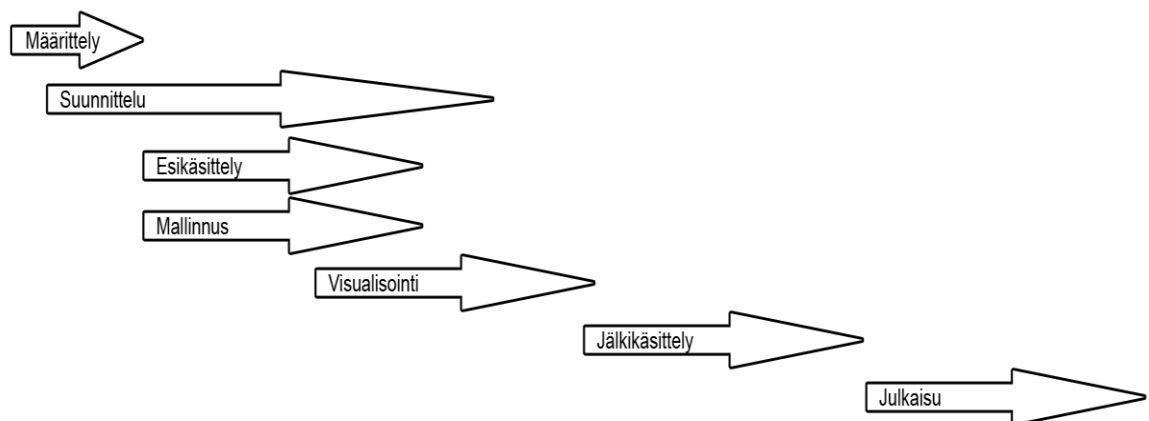 Määrittely
Suunnittelu
Esikäsittely
Mallinnus
Visualisointi
Jälkikäsittely
Julkaisu